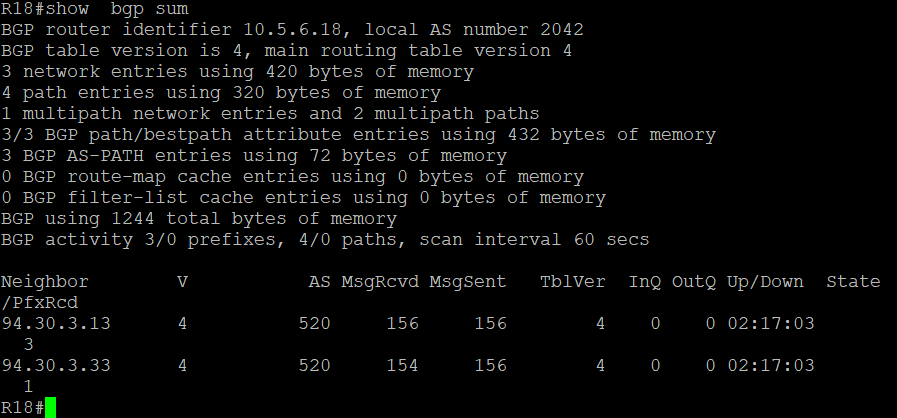 R18#show  bgp sum
BGP router identifier 10.5.6.18, local AS number 2042
BGP table version is 4, main routing table version 4
3 network entries using 420 bytes of memory
4 path entries using 320 bytes of memory
1 multipath network entries and 2 multipath paths
3/3 BGP path/bestpath attribute entries using 432 bytes of memory
3 BGP AS-PATH entries using 72 bytes of memory
0 BGP route-map cache entries using 0 bytes of memory
0 BGP filter-list cache entries using 0 bytes of memory
BGP using 1244 total bytes of memory
BGP activity 3/0 prefixes, 4/0 paths, scan interval 60 secs

Neighbor        V           AS MsgRcvd MsgSent   TblVer  InQ OutQ Up/Down  State
/PfxRcd
94.30.3.13      4          520     156     156        4    0    0 02:17:03
  3
94.30.3.33      4          520     154     156        4    0    0 02:17:03
  1
R18#